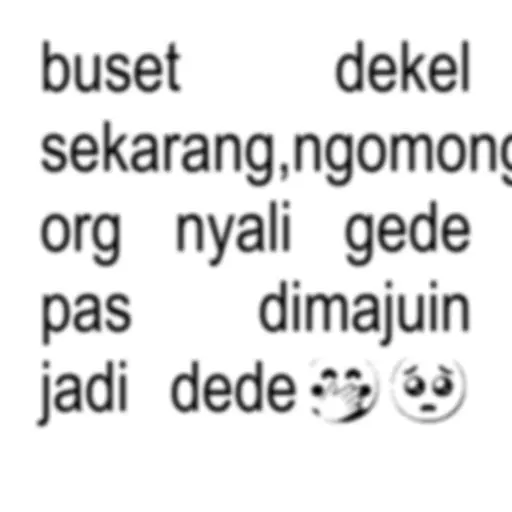 buset dekel
sekarang,ngomong
org nyali gede
pas dimajuin
jadi dede🤭🥺